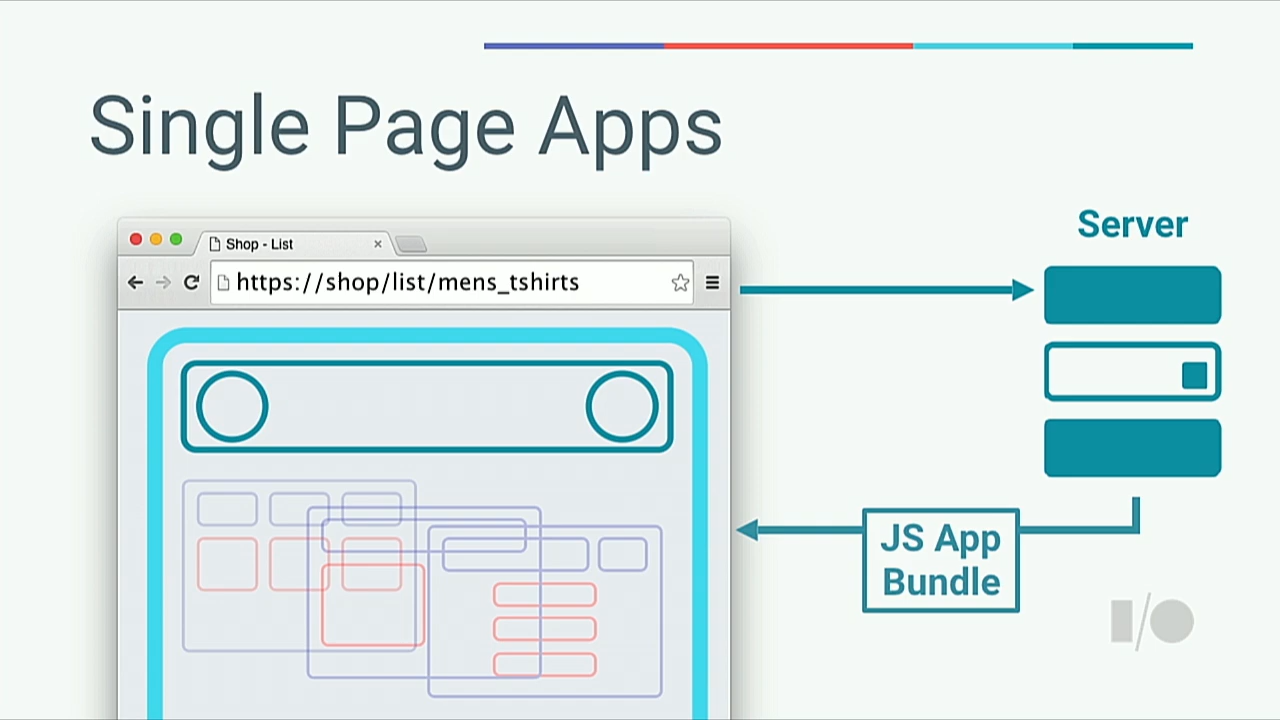 Single Page Apps
Server
Shop - List
https://shop/list/mens_tshirts
JS App
Bundle
I/O